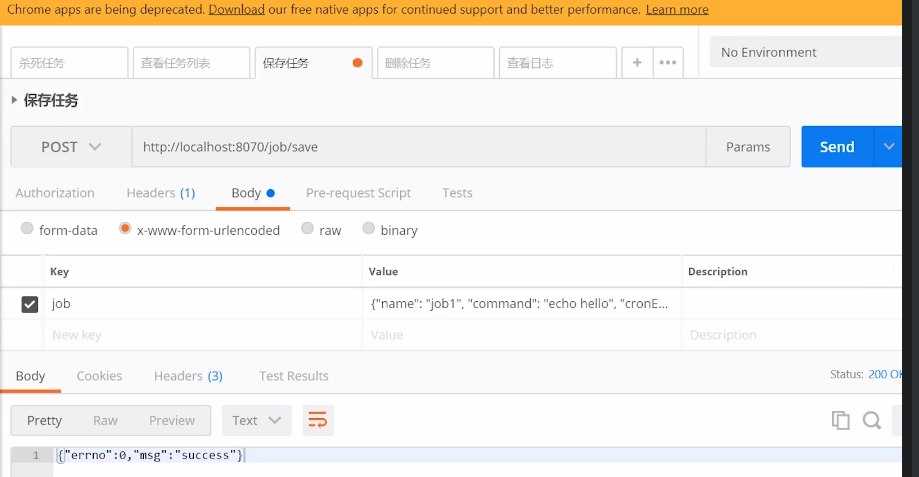 Chrome apps are being deprecated. Download our free native apps for continued support and better performance. Learn more
杀死任务 查看任务列表 保存任务 删除任务 查看日志 + ••• No Environment
保存任务
POST http://localhost:8070/job/save Params Send
Authorization Headers (1) Body Pre-request Script Tests
form-data x-www-form-urlencoded raw binary
Key Value Description
job {"name": "job1", "command": "echo hello", "cronE...
New key Value Description
Body Cookies Headers (3) Test Results Status: 200 OK
Pretty Raw Preview Text
1 {"errno":0,"msg":"success"}